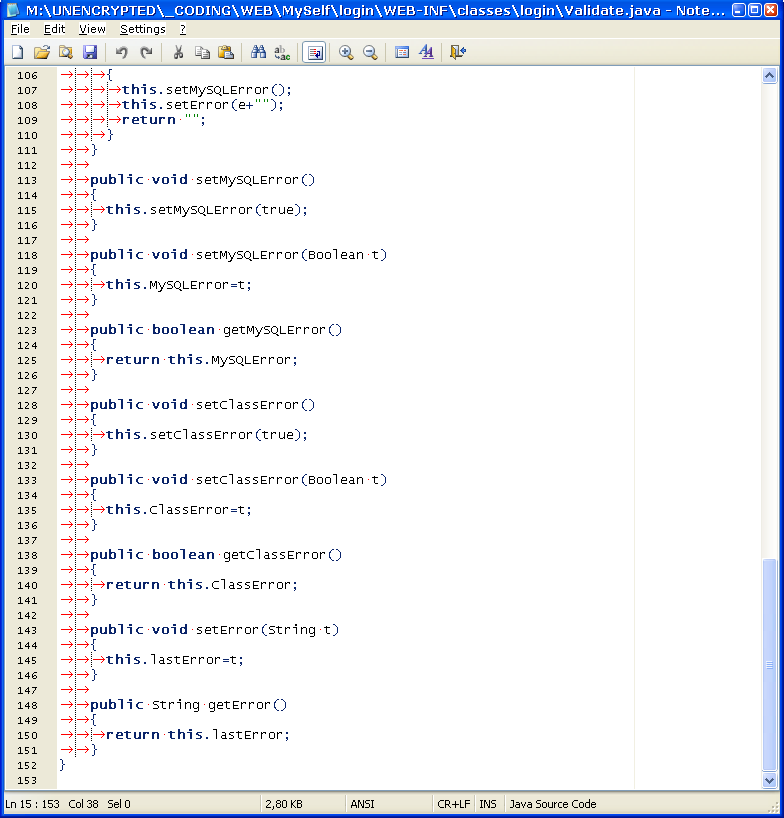 M:\UNENCRYPTED\_CODING\WEB\MySelf\login\WEB-INF\classes\login\Validate.java - Note...
File Edit View Settings ?
106 {
107 this.setMySQLError();
108 this.setError(e+"");
109 return "";
110 }
111 }
112
113 public void setMySQLError()
114 {
115 this.setMySQLError(true);
116 }
117
118 public void setMySQLError(Boolean t)
119 {
120 this.MySQLError=t;
121 }
122
123 public boolean getMySQLError()
124 {
125 return this.MySQLError;
126 }
127
128 public void setClassError()
129 {
130 this.setClassError(true);
131 }
132
133 public void setClassError(Boolean t)
134 {
135 this.ClassError=t;
136 }
137
138 public boolean getClassError()
139 {
140 return this.ClassError;
141 }
142
143 public void setError(String t)
144 {
145 this.lastError=t;
146 }
147
148 public String getError()
149 {
150 return this.lastError;
151 }
152 }
153
Ln 15 : 153 Col 38 Sel 0 2,80 KB ANSI CR+LF INS Java Source Code